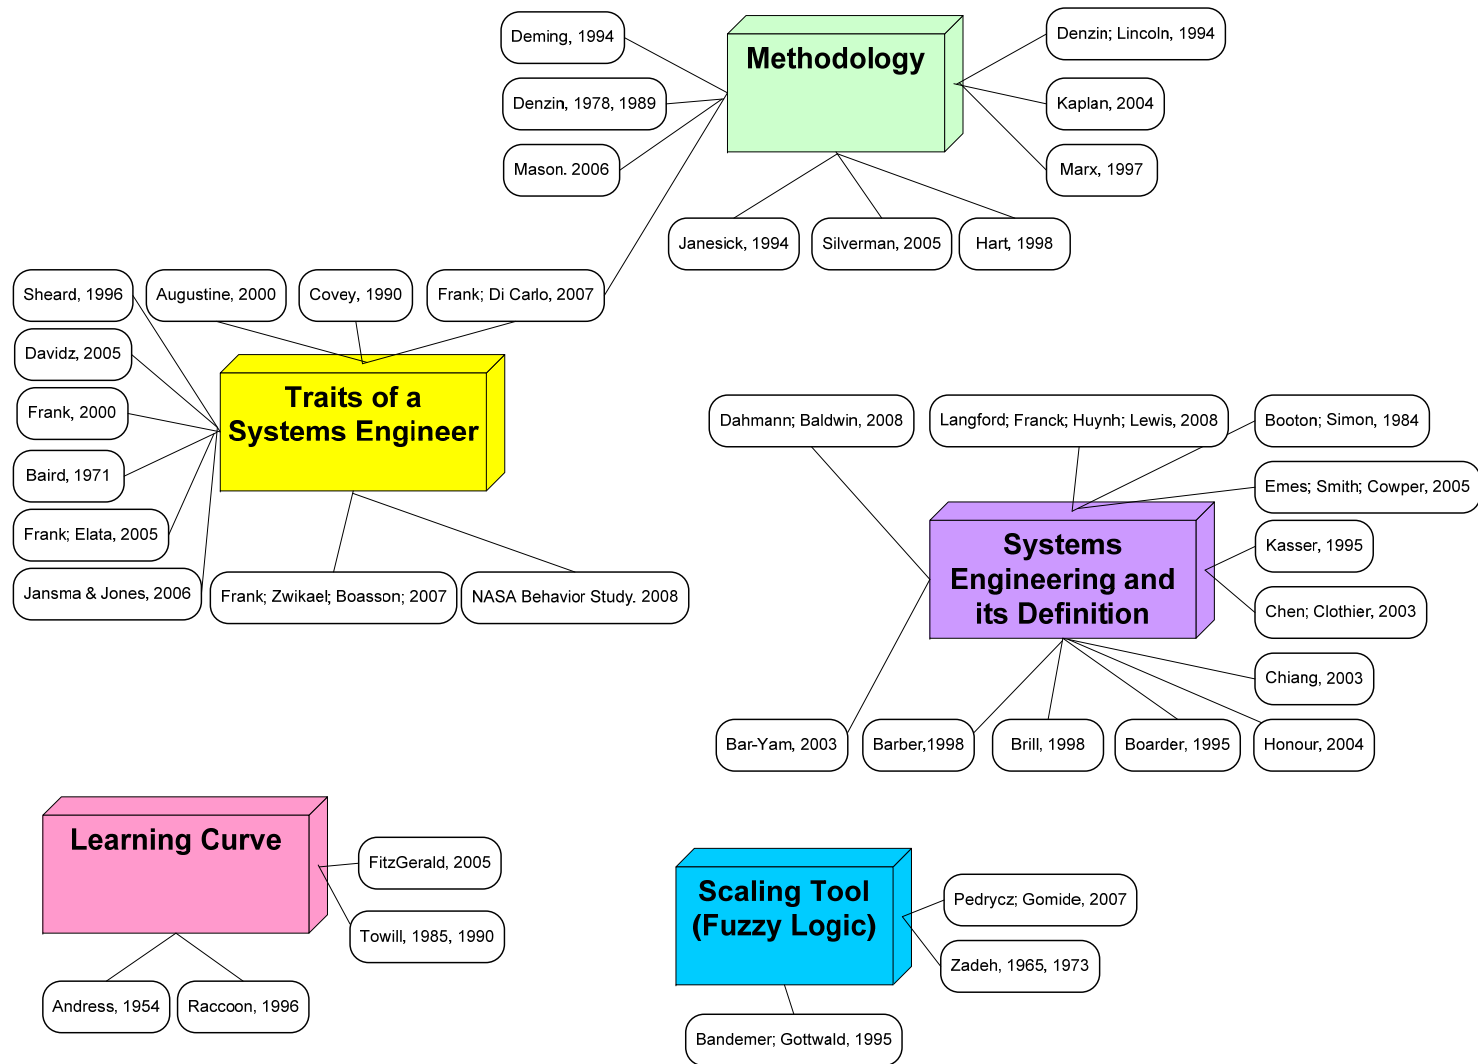 Deming, 1994
Methodology
Denzin; Lincoln, 1994
Denzin, 1978, 1989
Kaplan, 2004
Mason. 2006
Marx, 1997
Janesick, 1994
Silverman, 2005
Hart, 1998
Sheard, 1996
Augustine, 2000
Covey, 1990
Frank; Di Carlo, 2007
Davidz, 2005
Traits of a
Systems Engineer
Frank, 2000
Baird, 1971
Frank; Elata, 2005
Jansma & Jones, 2006
Frank; Zwikael; Boasson; 2007
NASA Behavior Study. 2008
Dahmann; Baldwin, 2008
Langford; Franck; Huynh; Lewis, 2008
Booton; Simon, 1984
Emes; Smith; Cowper, 2005
Systems
Engineering and
its Definition
Kasser, 1995
Chen; Clothier, 2003
Chiang, 2003
Bar-Yam, 2003
Barber,1998
Brill, 1998
Boarder, 1995
Honour, 2004
Learning Curve
FitzGerald, 2005
Towill, 1985, 1990
Andress, 1954
Raccoon, 1996
Scaling Tool
(Fuzzy Logic)
Pedrycz; Gomide, 2007
Zadeh, 1965, 1973
Bandemer; Gottwald, 1995